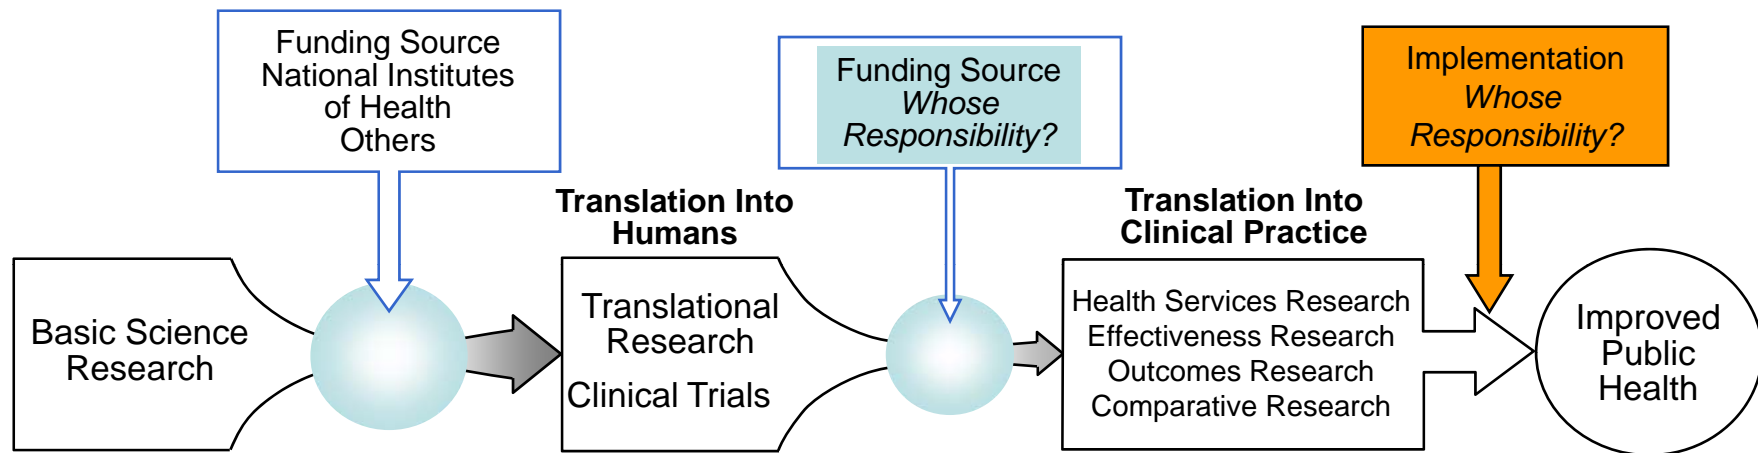 Funding Source
National Institutes
of Health
Others
Funding Source
Whose
Responsibility?
Implementation
Whose
Responsibility?
Translation Into
Humans
Translation Into
Clinical Practice
Basic Science
Research
Translational
Research
Clinical Trials
Health Services Research
Effectiveness Research
Outcomes Research
Comparative Research
Improved
Public
Health